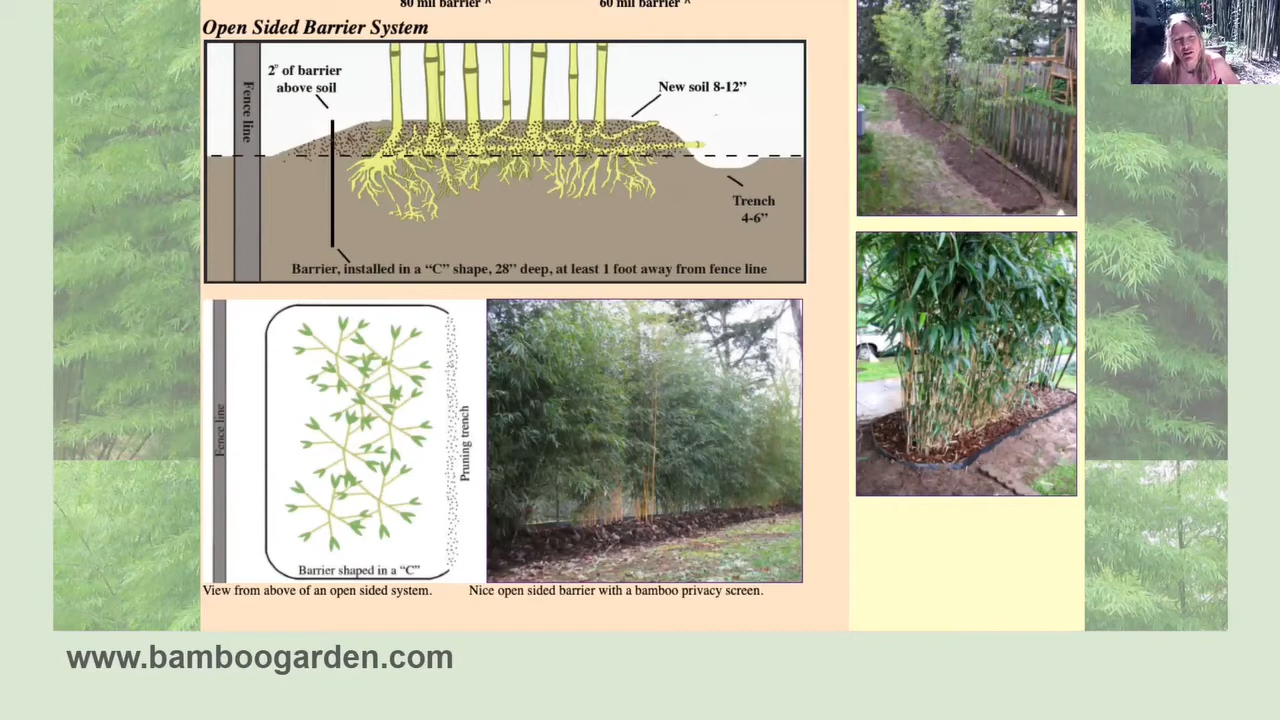 80 mil barrier ^
60 mil barrier ^
Open Sided Barrier System
2" of barrier
above soil
Fence line
New soil 8-12”
Trench
4-6”
Barrier, installed in a “C” shape, 28” deep, at least 1 foot away from fence line
Fence line
Pruning trench
Barrier shaped in a “C”
View from above of an open sided system.
Nice open sided barrier with a bamboo privacy screen.
www.bamboogarden.com